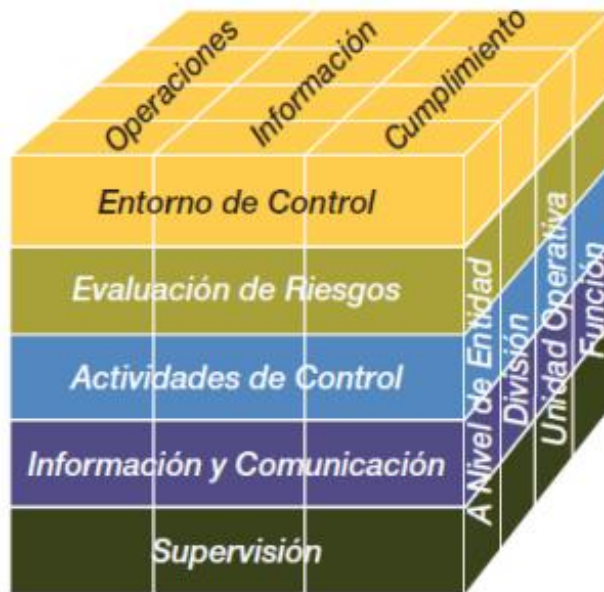 Operaciones
Información
Cumplimiento
Entorno de Control
Evaluación de Riesgos
Actividades de Control
Información y Comunicación
Supervisión
A Nivel de Entidad
División
Unidad Operativa
Función